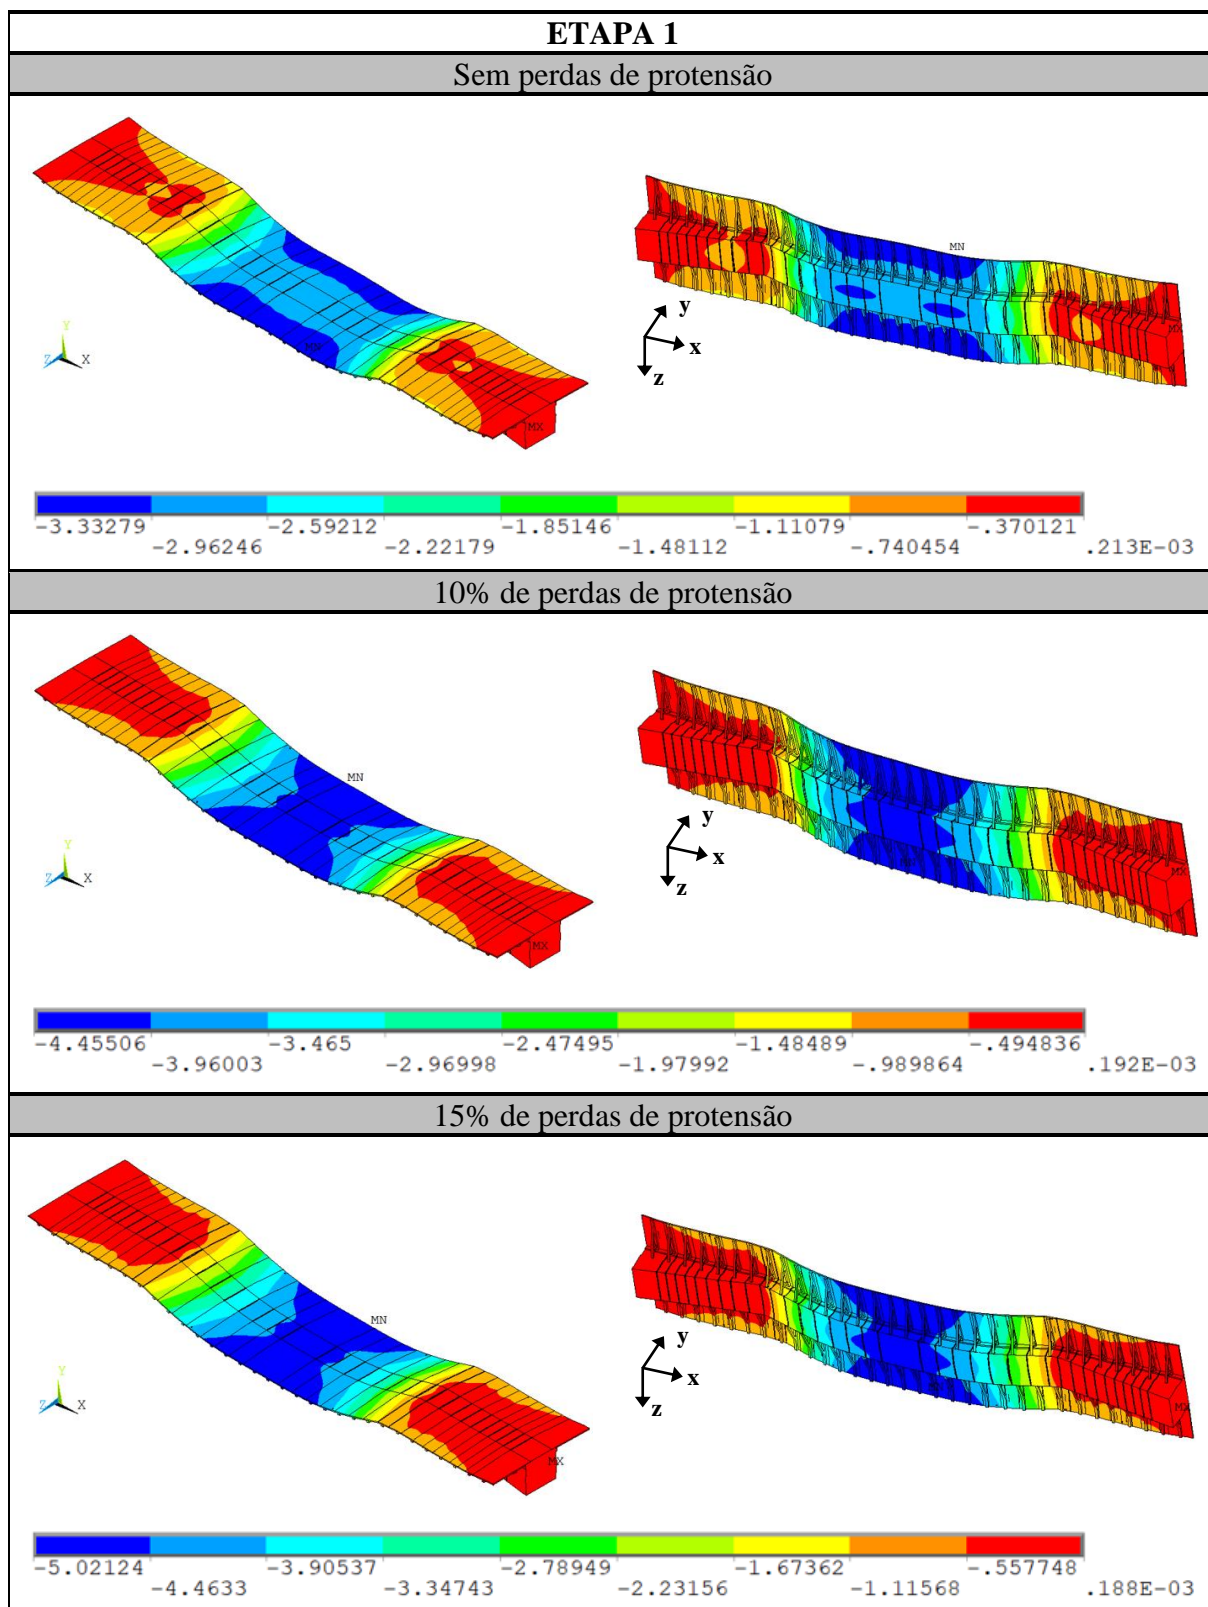 ETAPA 1
Sem perdas de protensão
MN
MN
MX
MX
Y
Z X
y
x
z
-3.33279 -2.59212 -1.85146 -1.11079 -.370121
-2.96246 -2.22179 -1.48112 -.740454 .213E-03
10% de perdas de protensão
MN
MX
MX
Y
Z X
y
x
z
-4.45506 -3.465 -2.47495 -1.48489 -.494836
-3.96003 -2.96998 -1.97992 -.989864 .192E-03
15% de perdas de protensão
MN
MX
MX
Y
Z X
y
x
z
-5.02124 -3.90537 -2.78949 -1.67362 -.557748
-4.4633 -3.34743 -2.23156 -1.11568 .188E-03